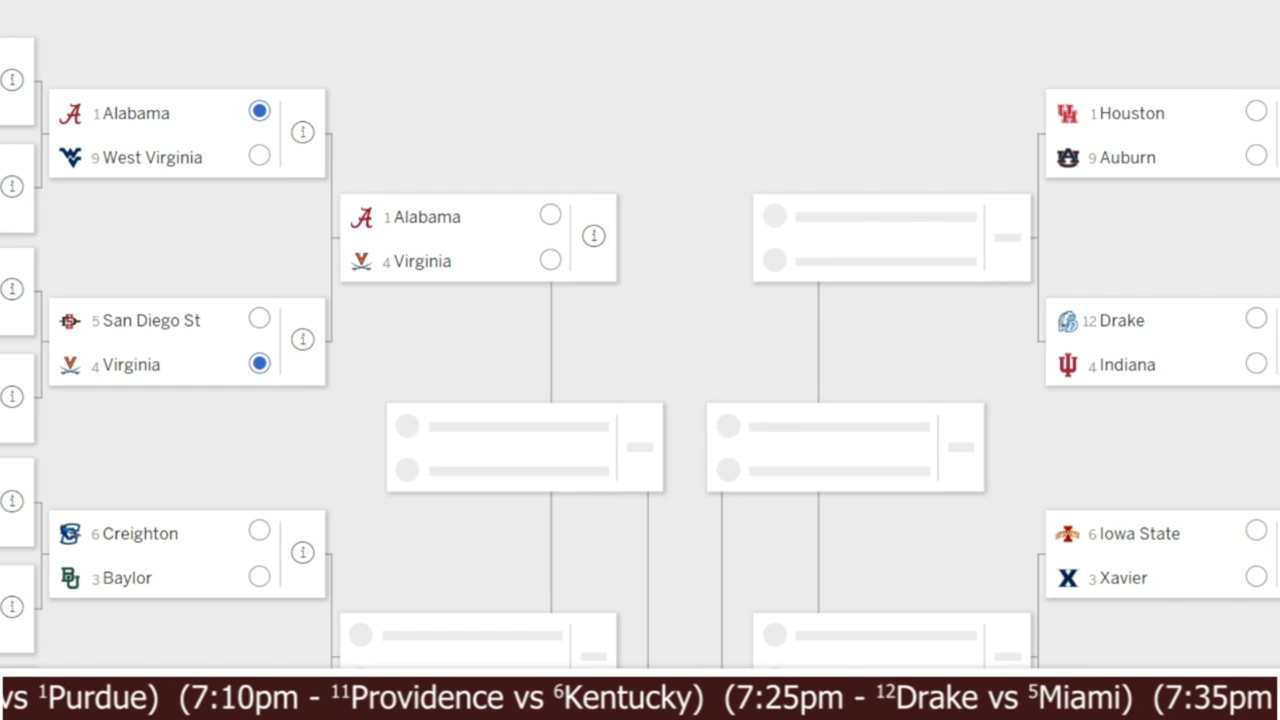 1 Alabama
9 West Virginia
1 Alabama
4 Virginia
5 San Diego St
4 Virginia
6 Creighton
3 Baylor
1 Houston
9 Auburn
12 Drake
4 Indiana
6 Iowa State
3 Xavier
vs ¹Purdue) (7:10pm - ¹¹Providence vs ⁶Kentucky) (7:25pm - ¹²Drake vs ⁵Miami) (7:35pm